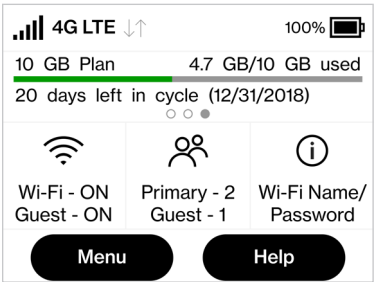 4G LTE 100%
10 GB Plan 4.7 GB/10 GB used
20 days left in cycle (12/31/2018)
Wi-Fi - ON Primary - 2 Wi-Fi Name/
Guest - ON Guest - 1 Password
Menu Help